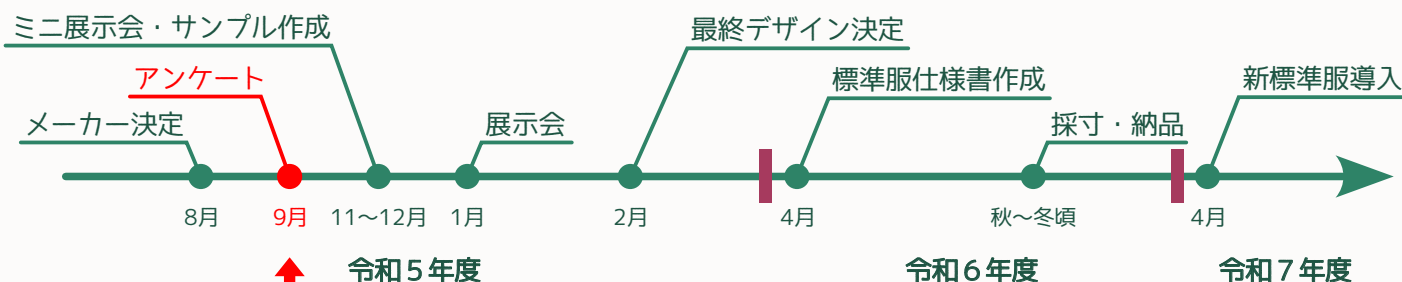 ミニ展示会・サンプル作成
最終デザイン決定
アンケート
標準服仕様書作成
新標準服導入
メーカー決定
展示会
採寸・納品
8月
9月
11～12月
1月
2月
4月
秋～冬頃
4月
令和５年度
令和６年度
令和７年度